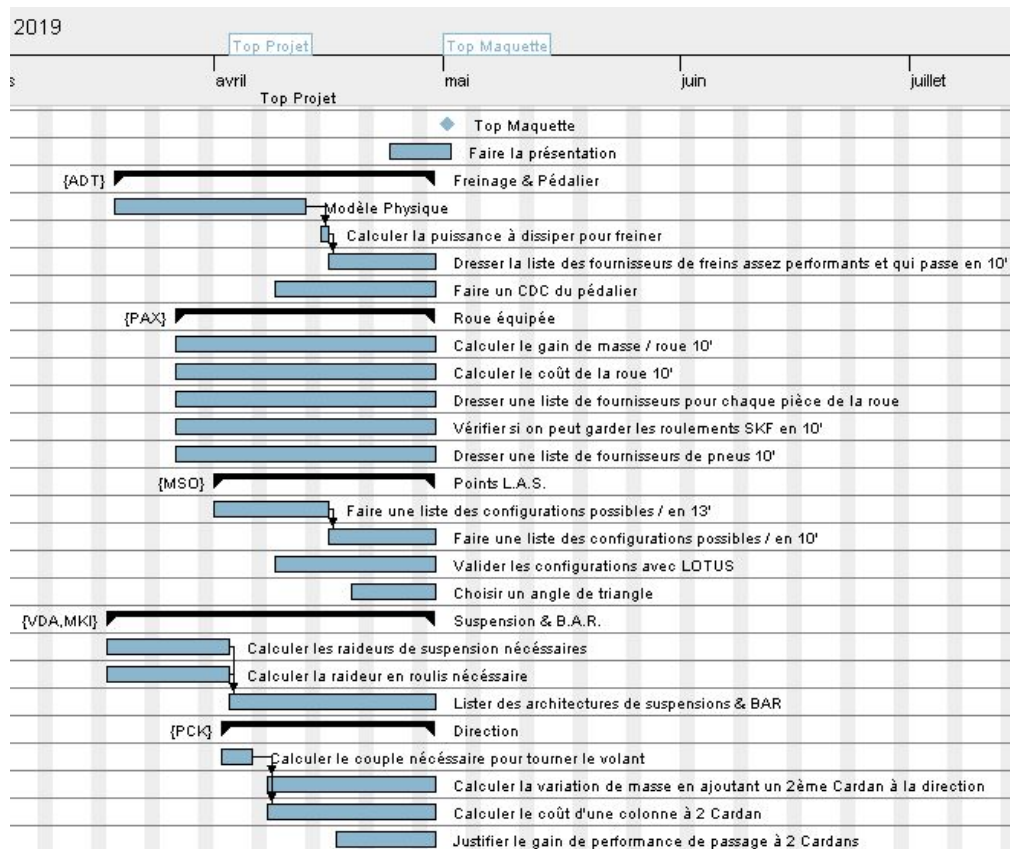 2019
Top Projet Top Maquette
s avril mai juin juillet
Top Projet
Top Maquette
Faire la présentation
{ADT} Freinage & Pédalier
Modèle Physique
Calculer la puissance à dissiper pour freiner
Dresser la liste des fournisseurs de freins assez performants et qui passe en 10'
Faire un CDC du pédalier
{PAX} Roue équipée
Calculer le gain de masse / roue 10'
Calculer le coût de la roue 10'
Dresser une liste de fournisseurs pour chaque pièce de la roue
Vérifier si on peut garder les roulements SKF en 10'
Dresser une liste de fournisseurs de pneus 10'
{MSO} Points L.A.S.
Faire une liste des configurations possibles / en 13'
Faire une liste des configurations possibles / en 10'
Valider les configurations avec LOTUS
Choisir un angle de triangle
{VDA,MKI} Suspension & B.A.R.
Calculer les raideurs de suspension nécéssaires
Calculer la raideur en roulis nécéssaire
Lister des architectures de suspensions & BAR
{PCK} Direction
Calculer le couple nécéssaire pour tourner le volant
Calculer la variation de masse en ajoutant un 2ème Cardan à la direction
Calculer le coût d'une colonne à 2 Cardan
Justifier le gain de performance de passage à 2 Cardans